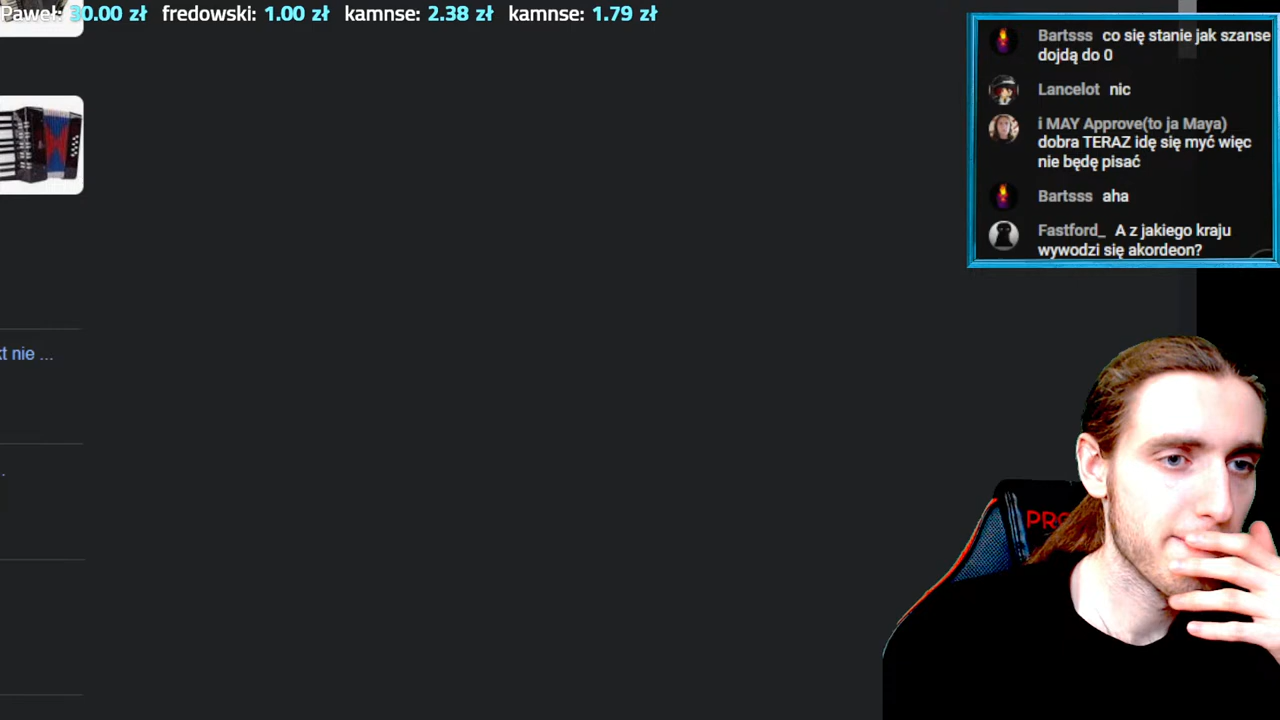 Paweł: 30.00 zł fredowski: 1.00 zł kamnse: 2.38 zł kamnse: 1.79 zł
Bartsss co się stanie jak szanse
dojdą do 0
Lancelot nic
i MAY Approve(to ja Maya)
dobra TERAZ idę się myć więc
nie będę pisać
Bartsss aha
Fastford_ A z jakiego kraju
wywodzi się akordeon?
kt nie ...
PRO